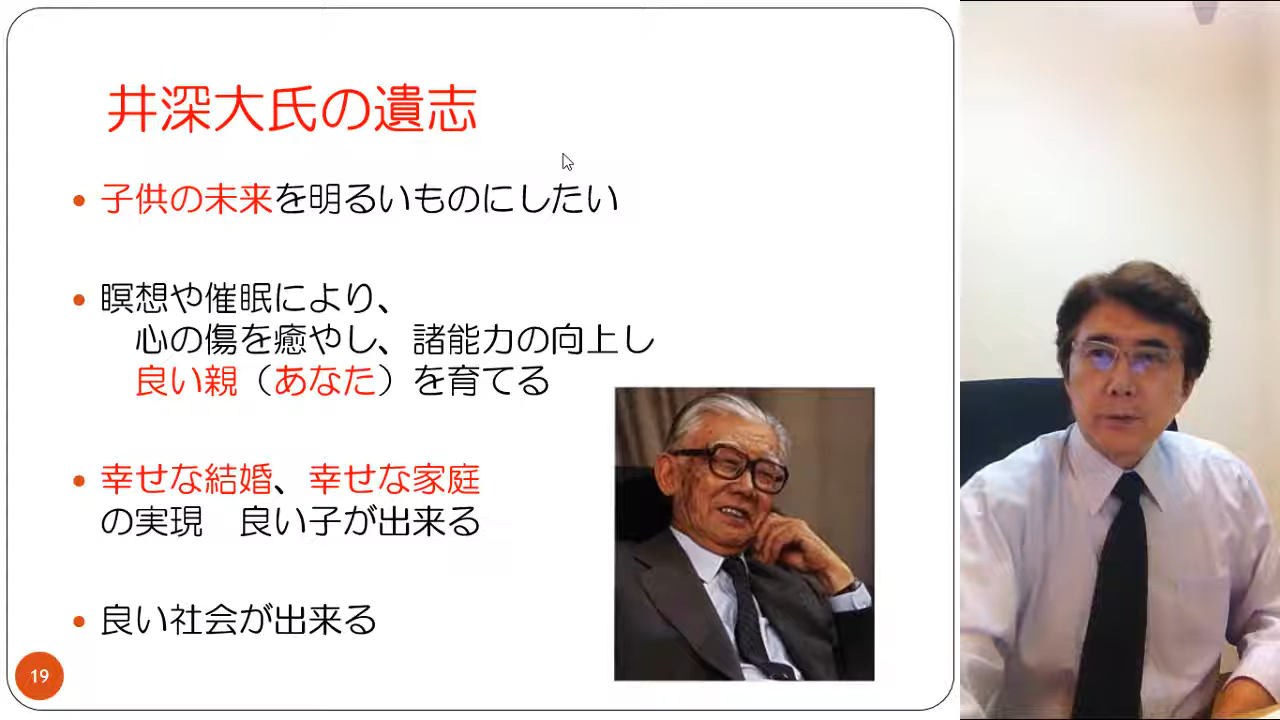 井深大氏の遺志
• 子供の未来を明るいものにしたい
• 瞑想や催眠により、
心の傷を癒やし、諸能力の向上し
良い親（あなた）を育てる
• 幸せな結婚、幸せな家庭
の実現　良い子が出来る
• 良い社会が出来る
19